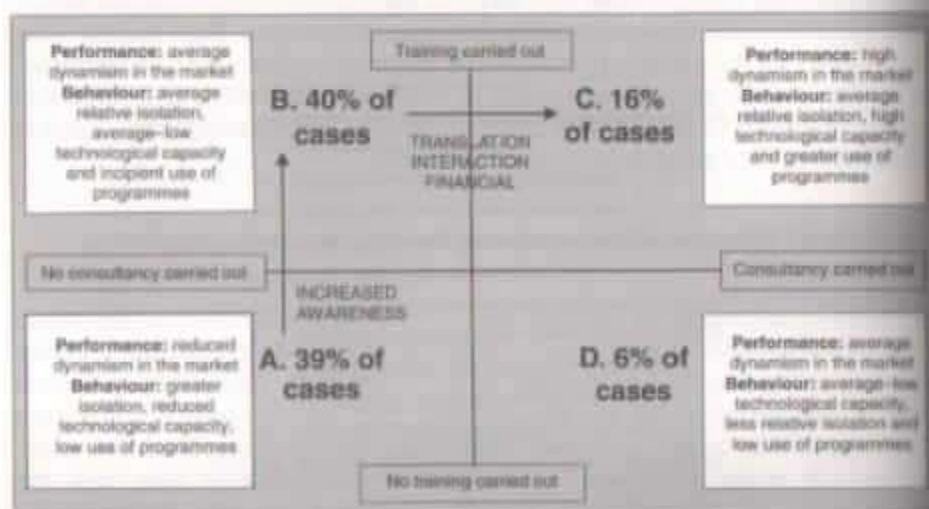 Performance: average
dynamism in the market
Behaviour: average
relative isolation,
average-low
technological capacity
and incipient use of
programmes
Training carried out
B. 40% of
cases
TRANSLATION
INTERACTION
FINANCIAL
C. 16%
of cases
Performance: high
dynamism in the market
Behaviour: average
relative isolation, high
technological capacity
and greater use of
programmes
No consultancy carried out
Consultancy carried out
INCREASED
AWARENESS
Performance: reduced
dynamism in the market
Behaviour: greater
isolation, reduced
technological capacity,
low use of programmes
A. 39% of
cases
D. 6% of
cases
Performance: average
dynamism in the market
Behaviour: average-low
technological capacity,
less relative isolation and
low use of programmes
No training carried out